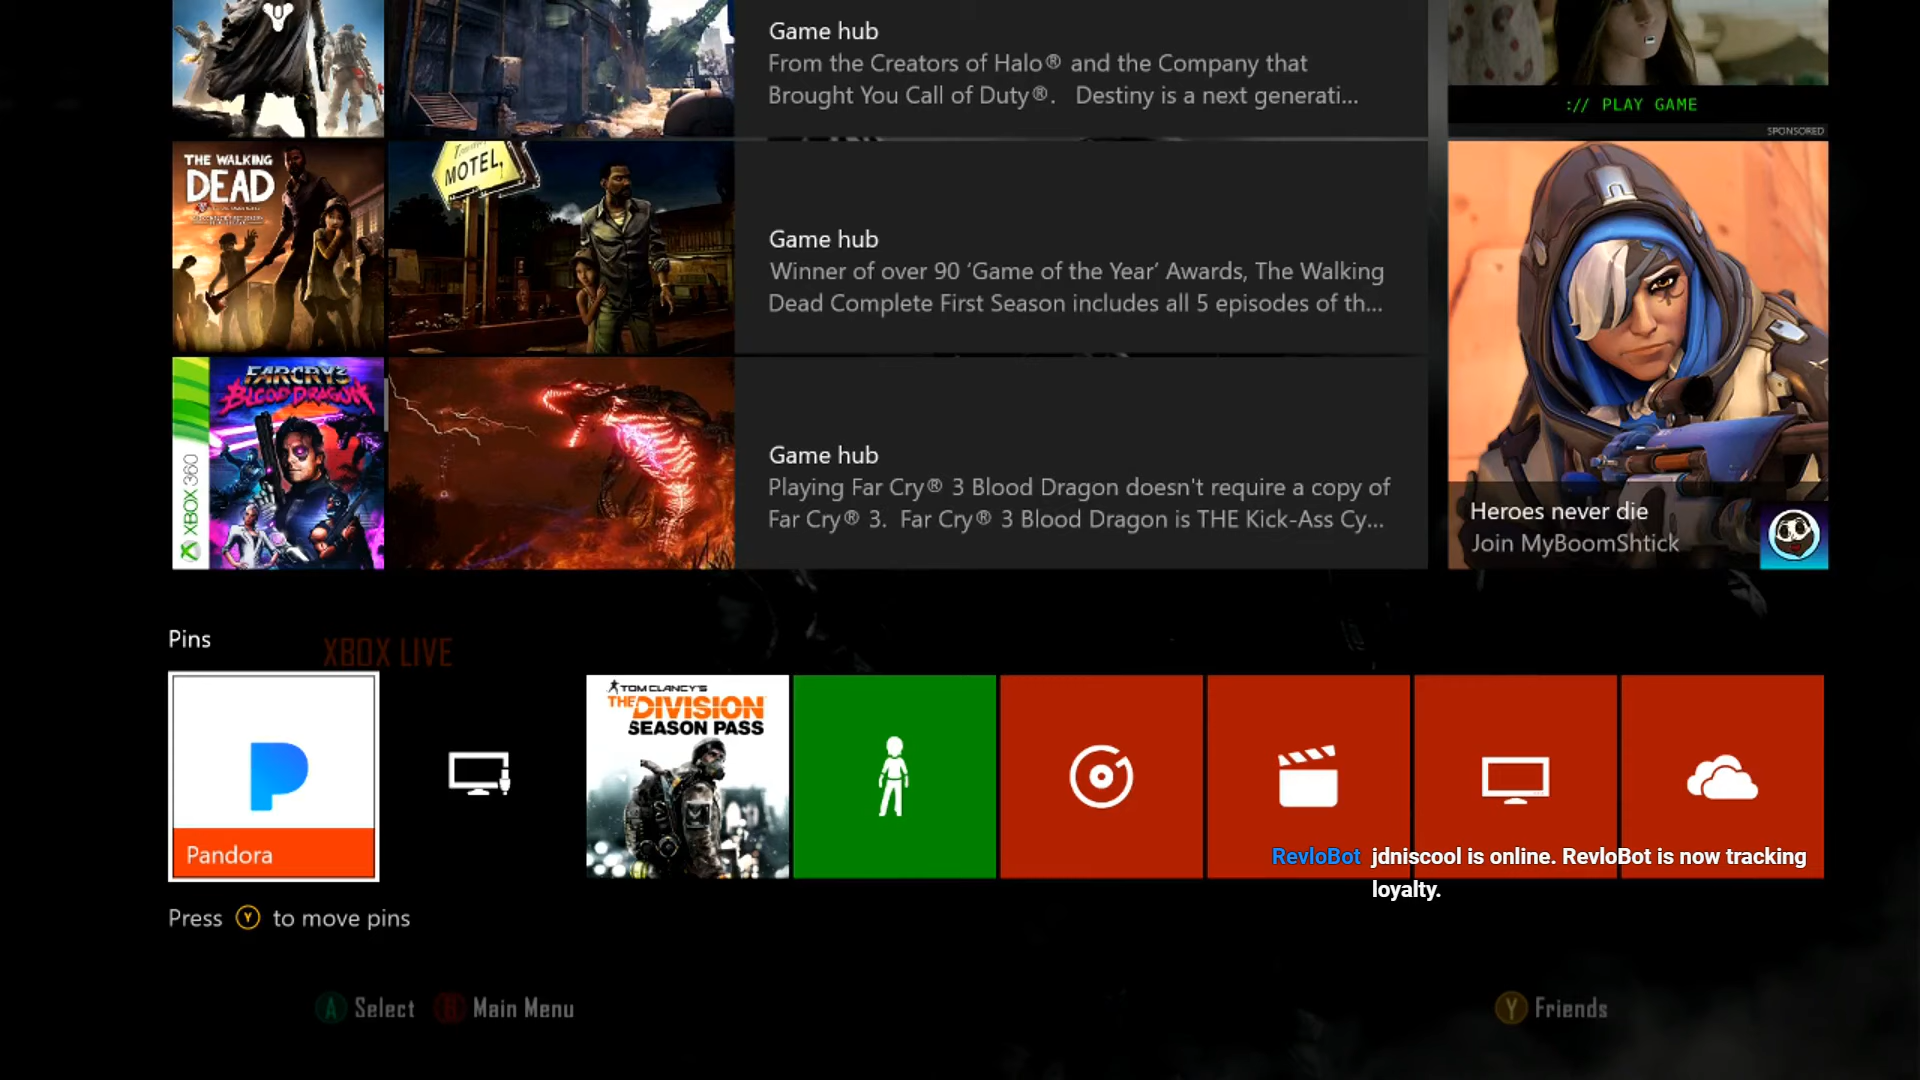 Game hub
From the Creators of Halo® and the Company that
Brought You Call of Duty®. Destiny is a next generati...
:// PLAY GAME
SPONSORED
THE WALKING
DEAD
MOTEL
Game hub
Winner of over 90 ‘Game of the Year’ Awards, The Walking
Dead Complete First Season includes all 5 episodes of th...
FARCRY3
BLOOD DRAGON
XBOX 360
Game hub
Playing Far Cry® 3 Blood Dragon doesn't require a copy of
Far Cry® 3. Far Cry® 3 Blood Dragon is THE Kick-Ass Cy...
Heroes never die
Join MyBoomShtick
Pins
XBOX LIVE
Pandora
TOM CLANCY'S
THE DIVISION
SEASON PASS
RevloBot jdniscool is online. RevloBot is now tracking
loyalty.
Press Y to move pins
A Select B Main Menu
Y Friends